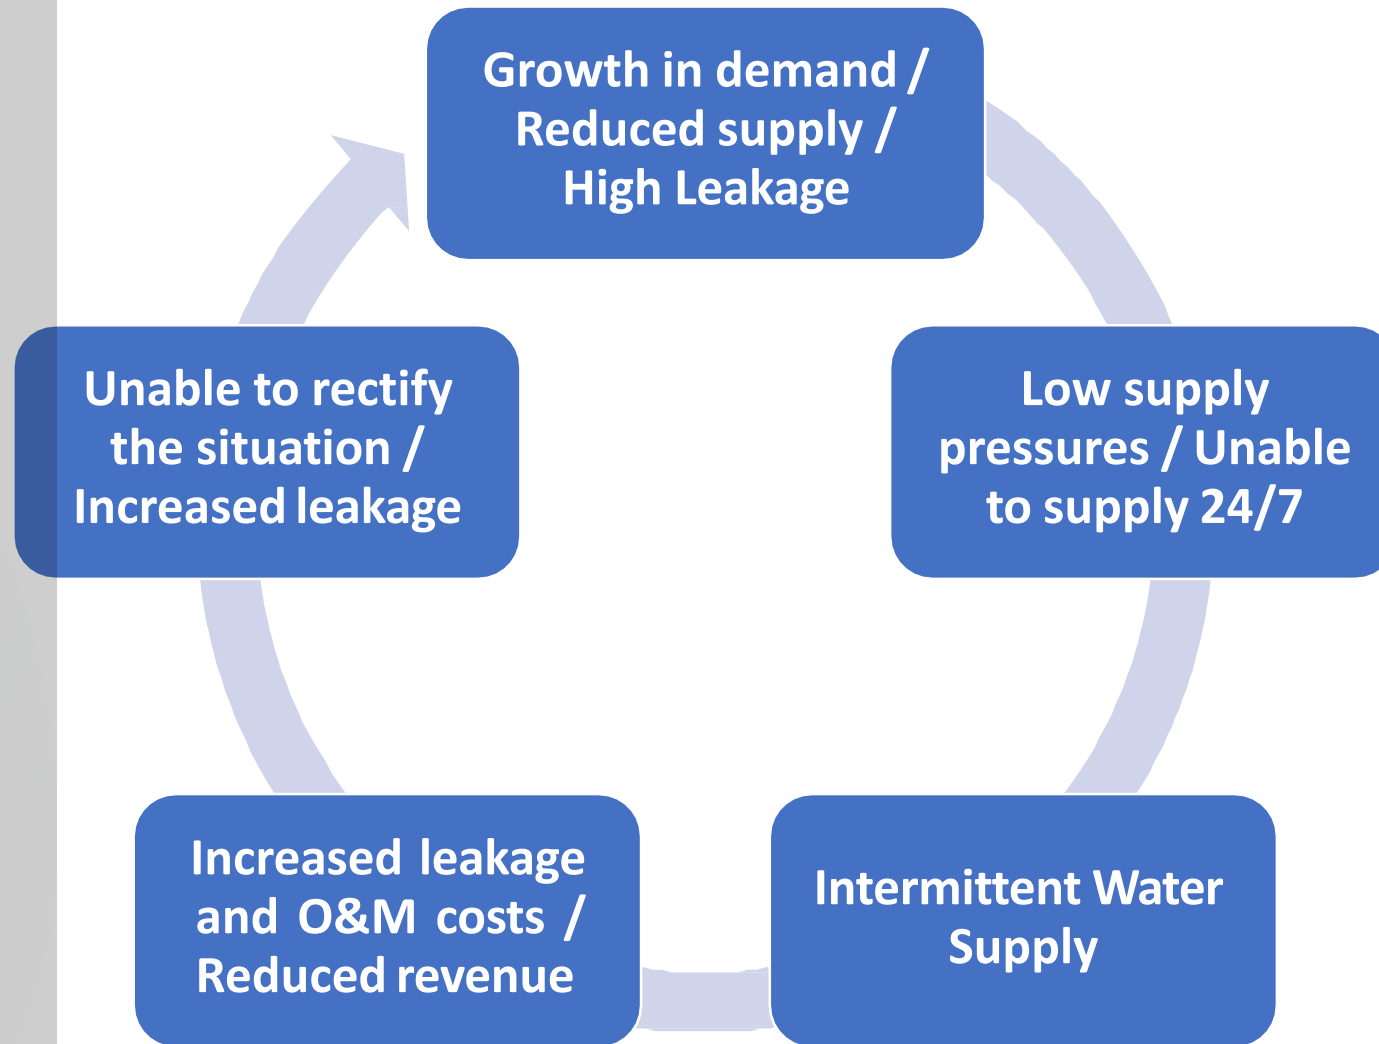 Growth in demand /
Reduced supply /
High Leakage
Low supply
pressures / Unable
to supply 24/7
Intermittent Water
Supply
Increased leakage
and O&M costs /
Reduced revenue
Unable to rectify
the situation /
Increased leakage